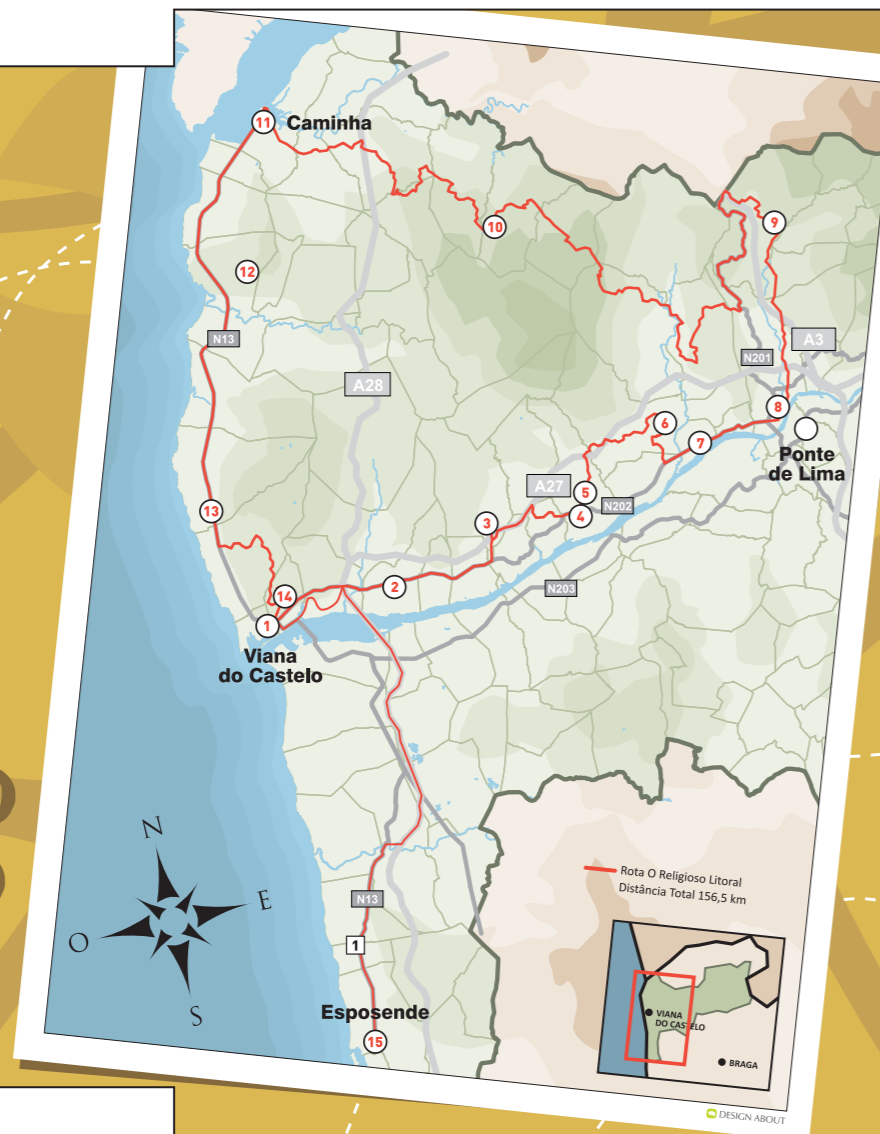 11 Caminha
9
10
12
N13
A3
N201
A28
8
6
7
Ponte
de Lima
A27
5
N202
13
3
4
2
N203
14
1
Viana
do Castelo
N
E
O
S
Rota O Religioso Litoral
Distância Total 156,5 km
N13
1
Esposende
15
VIANA
DO CASTELO
BRAGA
DESIGN ABOUT